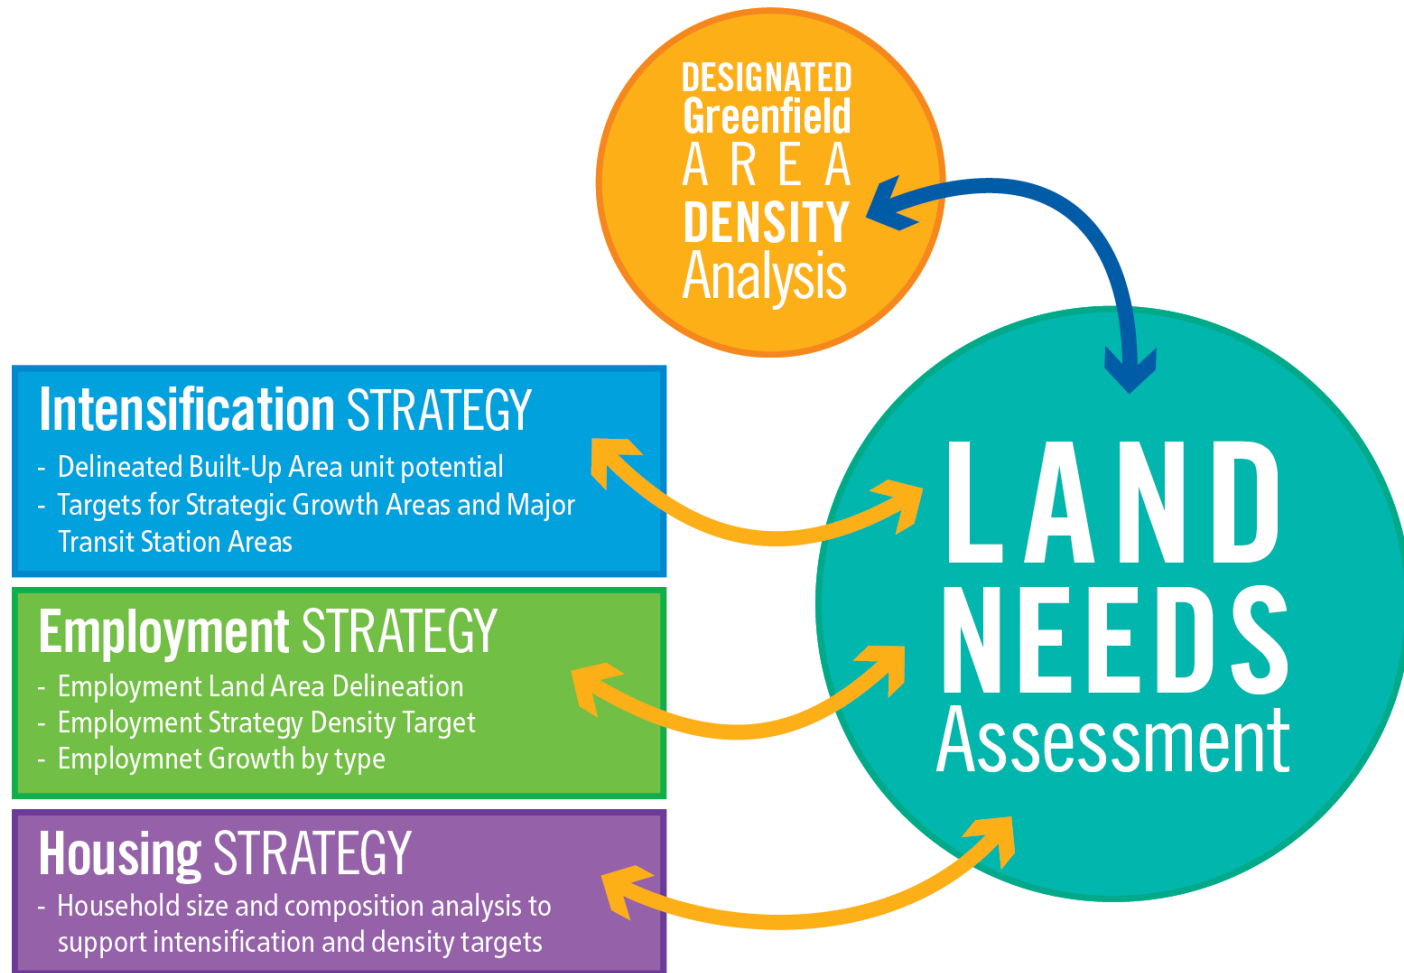 DESIGNATED
Greenfield
AREA
DENSITY
Analysis
Intensification STRATEGY
- Delineated Built-Up Area unit potential
- Targets for Strategic Growth Areas and Major
Transit Station Areas
Employment STRATEGY
- Employment Land Area Delineation
- Employment Strategy Density Target
- Employmnet Growth by type
Housing STRATEGY
- Household size and composition analysis to
support intensification and density targets
LAND
NEEDS
Assessment